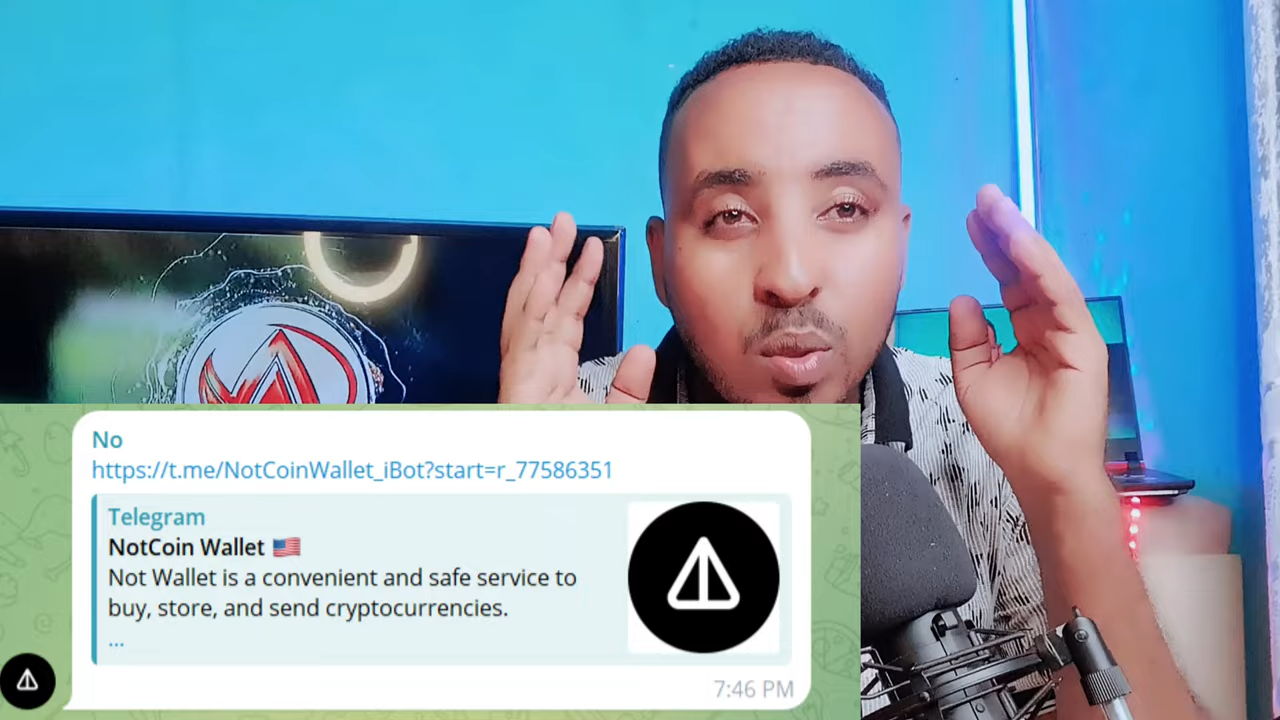 No
https://t.me/NotCoinWallet_iBot?start=r_77586351
Telegram
NotCoin Wallet 🇺🇸
Not Wallet is a convenient and safe service to
buy, store, and send cryptocurrencies.
...
7:46 PM